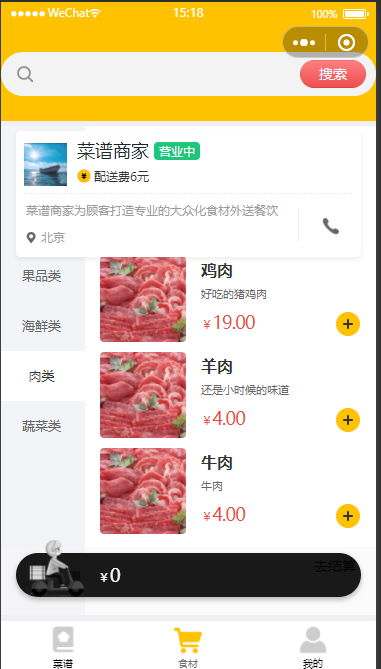 WeChat
15:18
100%
搜索
菜谱商家 营业中
¥ 配送费6元
菜谱商家为顾客打造专业的大众化食材外送餐饮
北京
果品类
海鲜类
肉类
蔬菜类
鸡肉
好吃的猪鸡肉
¥19.00
羊肉
还是小时候的味道
¥4.00
牛肉
牛肉
¥4.00
¥0
去结算
菜谱
食材
我的